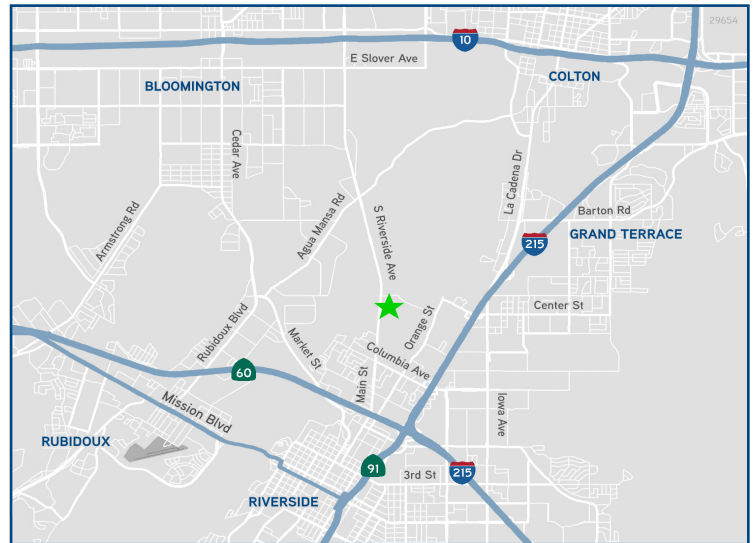 29654
10
E Slover Ave
BLOOMINGTON
COLTON
Cedar Ave
La Cadena Dr
Armstrong Rd
Agua Mansa Rd
S Riverside Ave
Barton Rd
GRAND TERRACE
215
Center St
Orange St
Rubidoux Blvd
Market St
Columbia Ave
60
Main St
Mission Blvd
Iowa Ave
RUBIDOUX
91
3rd St
215
RIVERSIDE